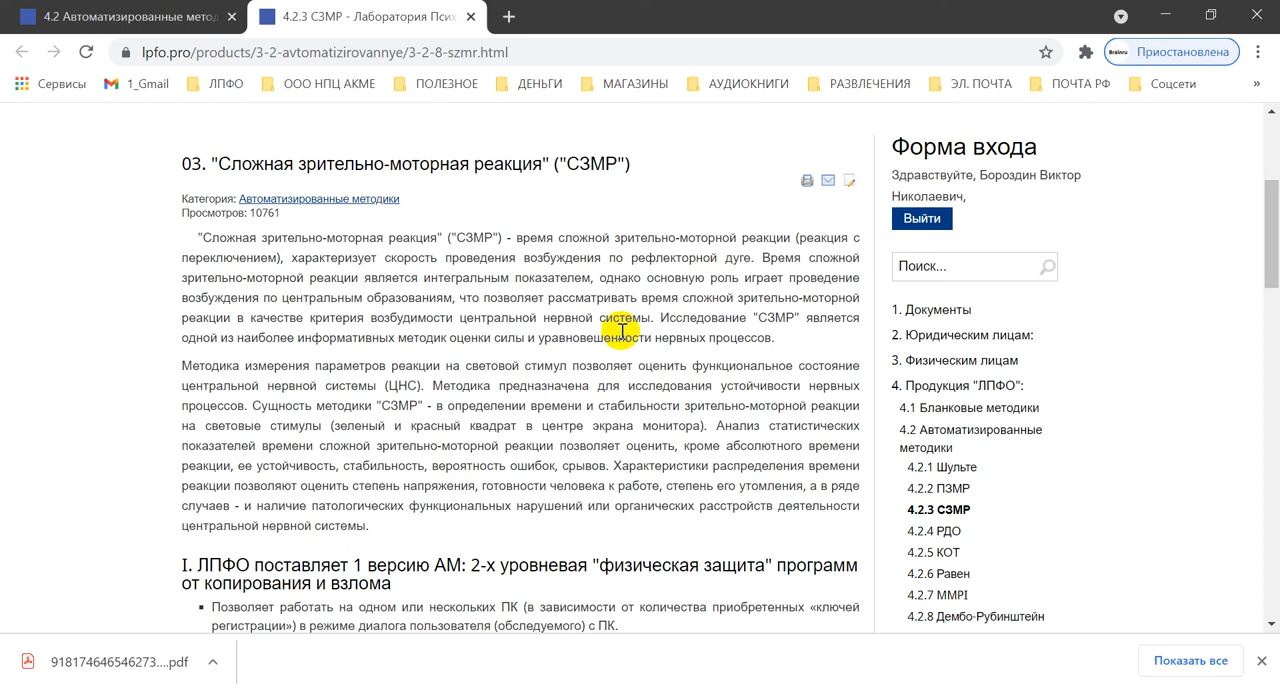 4.2 Автоматизированные метод
4.2.3 СЗМР - Лаборатория Псих
lpfo.pro/products/3-2-avtomatizirovannye/3-2-8-szmr.html
Brainru
Приостановлена
Сервисы
1_Gmail
ЛПФО
ООО НПЦ АКМЕ
ПОЛЕЗНОЕ
ДЕНЬГИ
МАГАЗИНЫ
АУДИОКНИГИ
РАЗВЛЕЧЕНИЯ
ЭЛ. ПОЧТА
ПОЧТА РФ
Соцсети
»
03. "Сложная зрительно-моторная реакция" ("СЗМР")
Категория: Автоматизированные методики
Просмотров: 10761
"Сложная зрительно-моторная реакция" ("СЗМР") - время сложной зрительно-моторной реакции (реакция с
переключением), характеризует скорость проведения возбуждения по рефлекторной дуге. Время сложной
зрительно-моторной реакции является интегральным показателем, однако основную роль играет проведение
возбуждения по центральным образованиям, что позволяет рассматривать время сложной зрительно-моторной
реакции в качестве критерия возбудимости центральной нервной системы. Исследование "СЗМР" является
одной из наиболее информативных методик оценки силы и уравновешенности нервных процессов.
Методика измерения параметров реакции на световой стимул позволяет оценить функциональное состояние
центральной нервной системы (ЦНС). Методика предназначена для исследования устойчивости нервных
процессов. Сущность методики "СЗМР" - в определении времени и стабильности зрительно-моторной реакции
на световые стимулы (зеленый и красный квадрат в центре экрана монитора). Анализ статистических
показателей времени сложной зрительно-моторной реакции позволяет оценить, кроме абсолютного времени
реакции, ее устойчивость, стабильность, вероятность ошибок, срывов. Характеристики распределения времени
реакции позволяют оценить степень напряжения, готовности человека к работе, степень его утомления, а в ряде
случаев - и наличие патологических функциональных нарушений или органических расстройств деятельности
центральной нервной системы.
I. ЛПФО поставляет 1 версию АМ: 2-х уровневая "физическая защита" программ
от копирования и взлома
▪ Позволяет работать на одном или нескольких ПК (в зависимости от количества приобретенных «ключей
регистрации») в режиме диалога пользователя (обследуемого) с ПК.
Форма входа
Здравствуйте, Бороздин Виктор
Николаевич,
Выйти
Поиск...
1. Документы
2. Юридическим лицам:
3. Физическим лицам
4. Продукция "ЛПФО":
4.1 Бланковые методики
4.2 Автоматизированные
методики
4.2.1 Шульте
4.2.2 ПЗМР
4.2.3 СЗМР
4.2.4 РДО
4.2.5 КОТ
4.2.6 Равен
4.2.7 MMPI
4.2.8 Дембо-Рубинштейн
918174646546273....pdf
Показать все